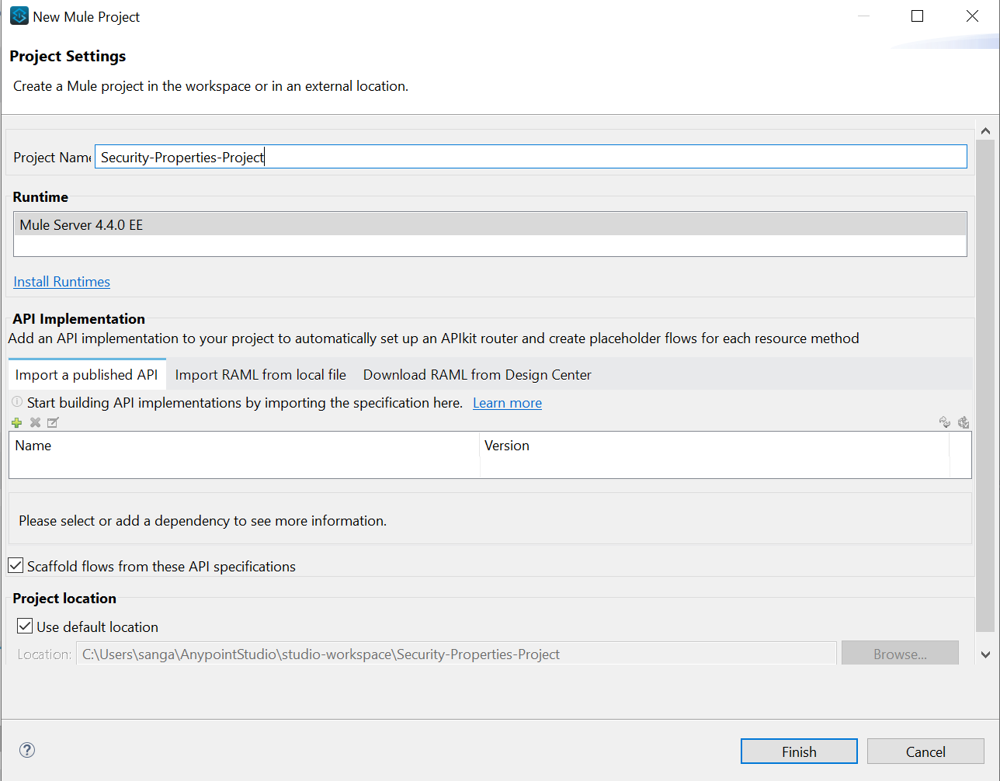 New Mule Project
Project Settings
Create a Mule project in the workspace or in an external location.
Project Name Security-Properties-Project
Runtime
Mule Server 4.4.0 EE
Install Runtimes
API Implementation
Add an API implementation to your project to automatically set up an APIkit router and create placeholder flows for each resource method
Import a published API Import RAML from local file Download RAML from Design Center
Start building API implementations by importing the specification here. Learn more
Name Version
Please select or add a dependency to see more information.
Scaffold flows from these API specifications
Project location
Use default location
Location: C:\Users\sanga\AnypointStudio\studio-workspace\Security-Properties-Project Browse...
? Finish Cancel